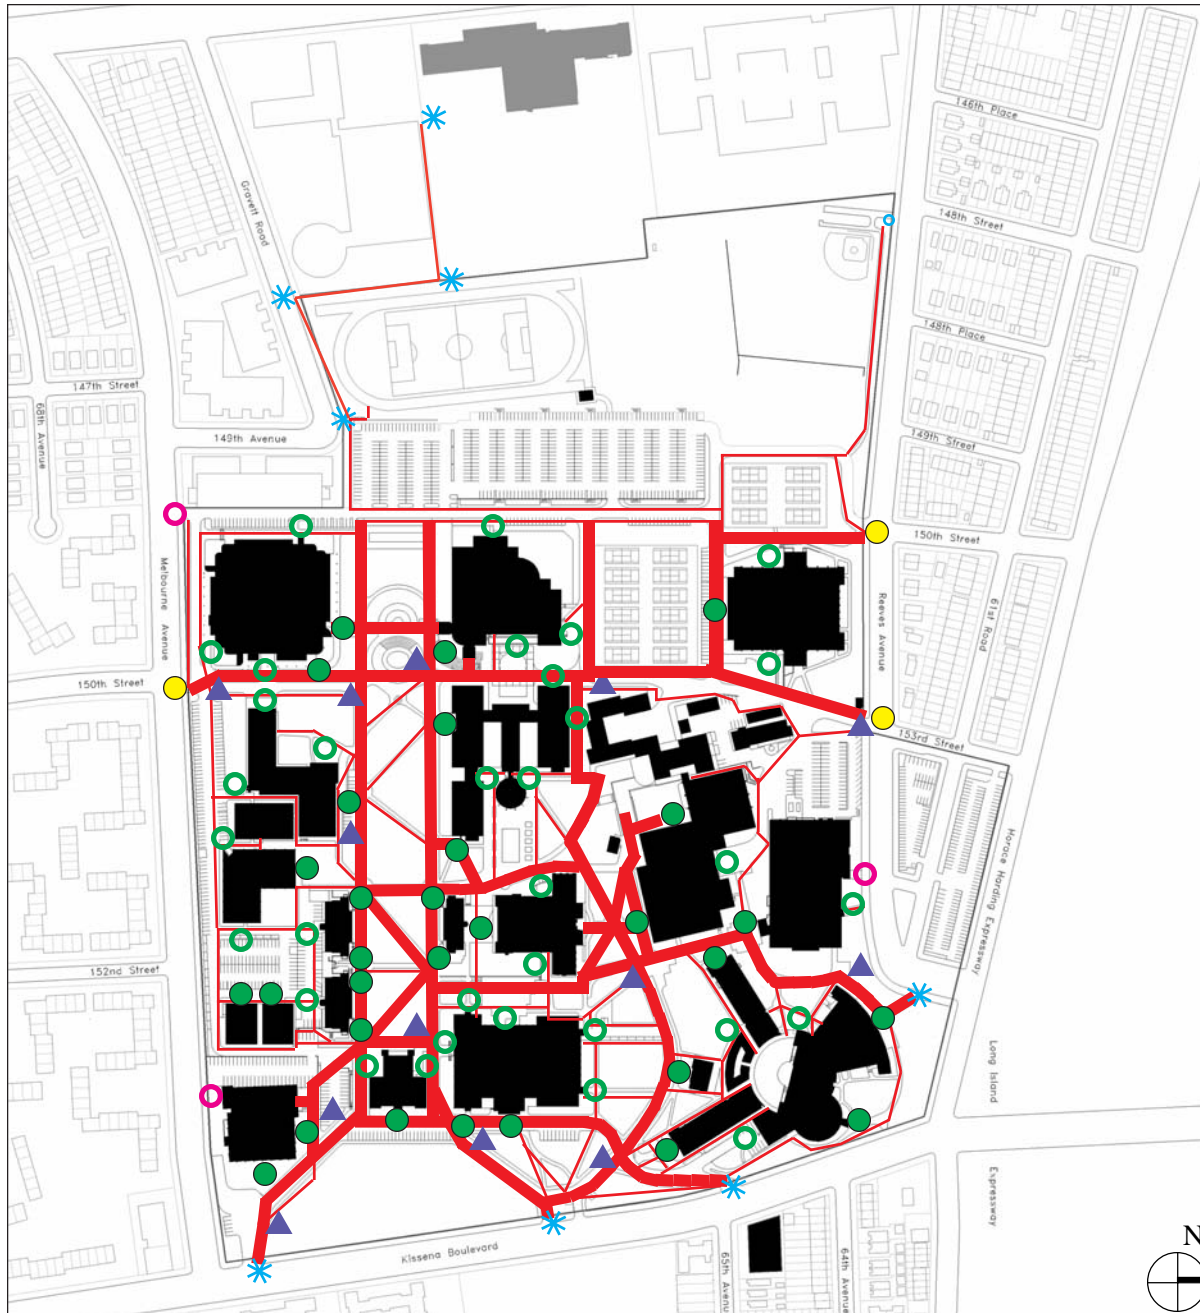 146th Place
Gravett Road
148th Street
148th Place
147th Street
68th Avenue
149th Avenue
149th Street
150th Street
Melbourne Avenue
Reeves Avenue
61st Road
150th Street
153rd Street
Horace Harding Expressway
152nd Street
Long Island
Expressway
Kissena Boulevard
65th Avenue
64th Avenue
N